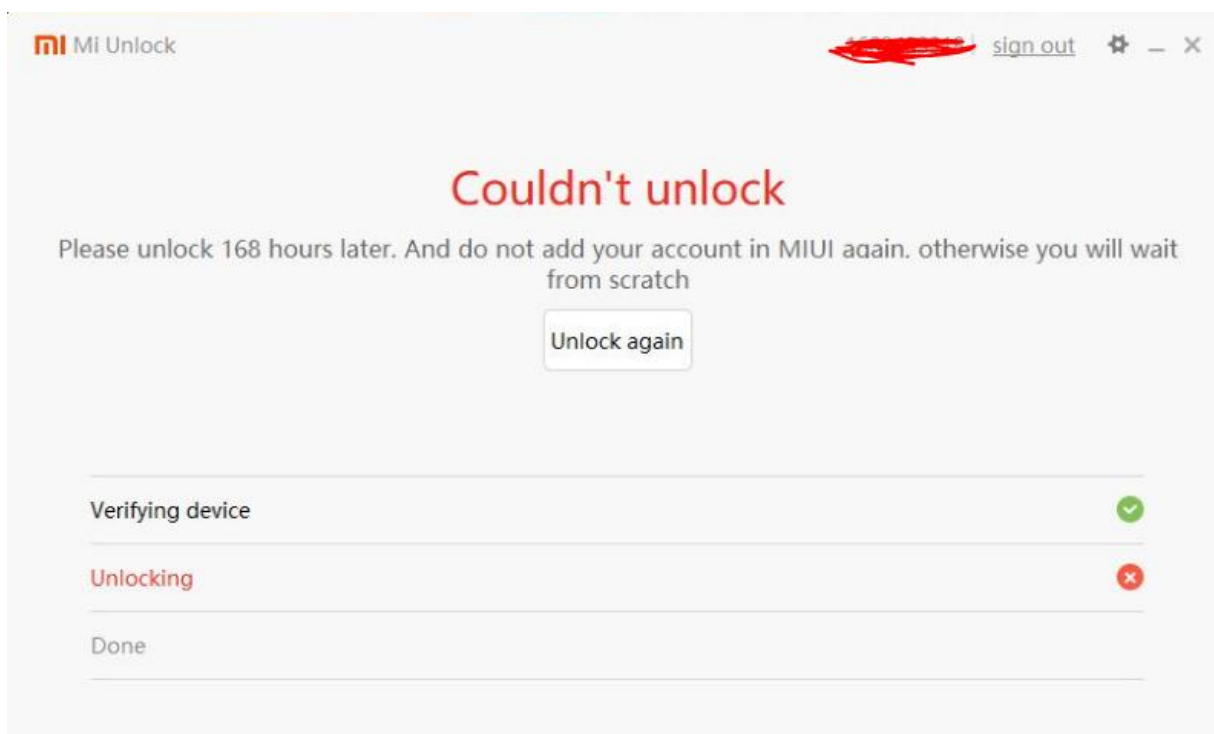 Mi Unlock
sign out
Couldn't unlock
Please unlock 168 hours later. And do not add your account in MIUI again. otherwise you will wait
from scratch
Unlock again
Verifying device
Unlocking
Done